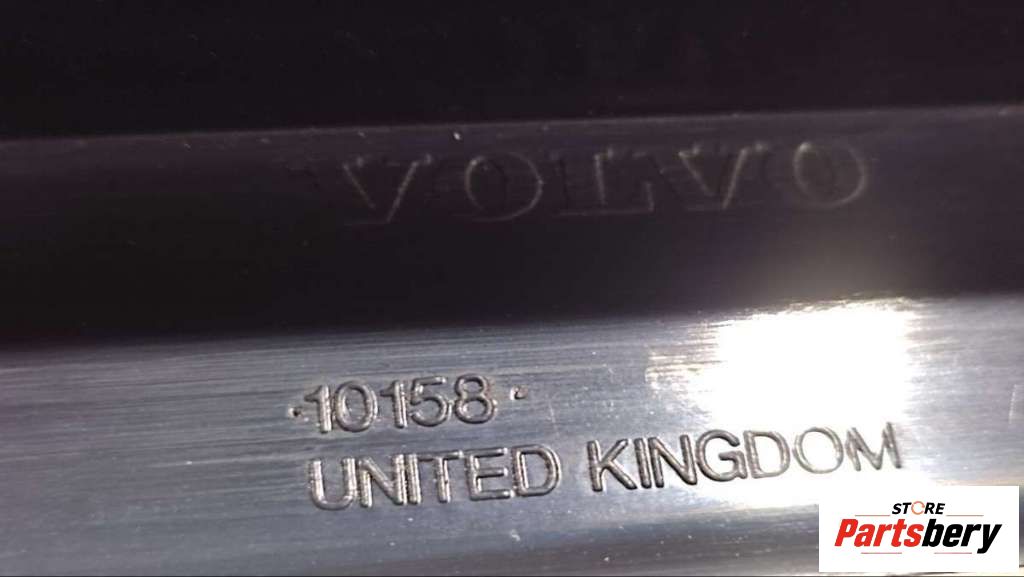 VOLVO
·10158·
UNITED KINGDOM
STORE
Partsbery